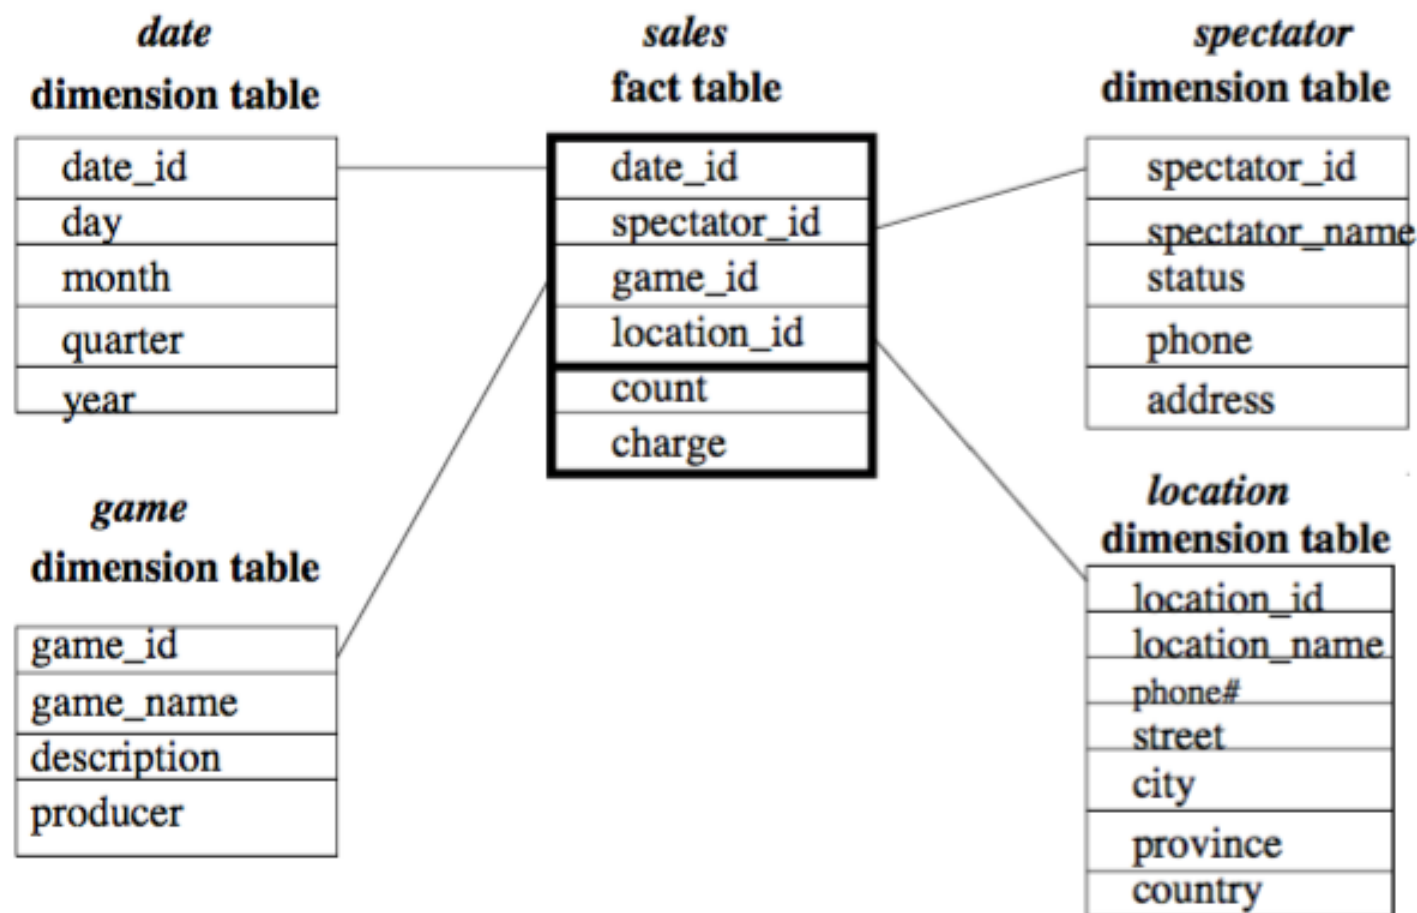 date
dimension table
date_id
day
month
quarter
year
game
dimension table
game_id
game_name
description
producer
sales
fact table
date_id
spectator_id
game_id
location_id
count
charge
spectator
dimension table
spectator_id
spectator_name
status
phone
address
location
dimension table
location_id
location_name
phone#
street
city
province
country